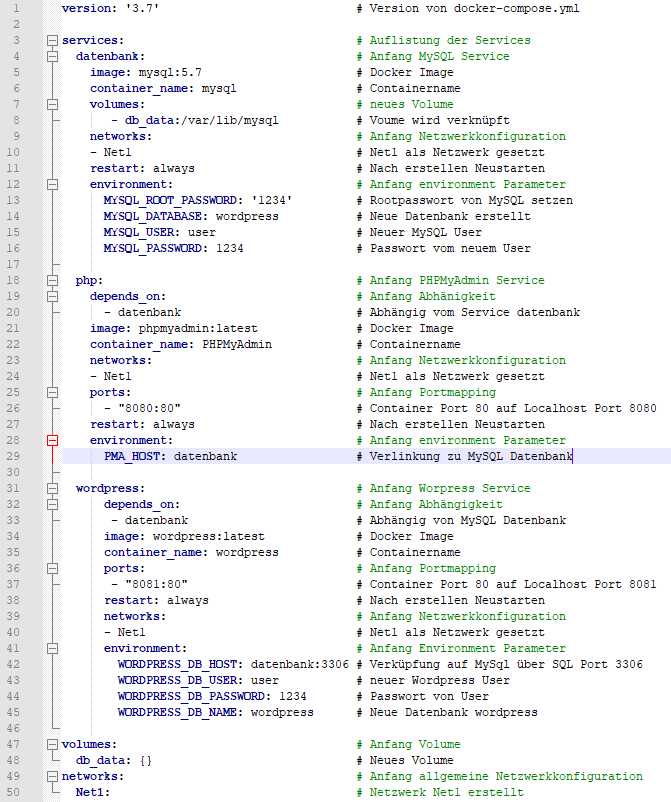 1 version: '3.7' # Version von docker-compose.yml
2
3 services: # Auflistung der Services
4 datenbank: # Anfang MySQL Service
5 image: mysql:5.7 # Docker Image
6 container_name: mysql # Containername
7 volumes: # neues Volume
8 - db_data:/var/lib/mysql # Voume wird verknüpft
9 networks: # Anfang Netzwerkkonfiguration
10 - Net1 # Net1 als Netzwerk gesetzt
11 restart: always # Nach erstellen Neustarten
12 environment: # Anfang environment Parameter
13 MYSQL_ROOT_PASSWORD: '1234' # Rootpasswort von MySQL setzen
14 MYSQL_DATABASE: wordpress # Neue Datenbank erstellt
15 MYSQL_USER: user # Neuer MySQL User
16 MYSQL_PASSWORD: 1234 # Passwort vom neuem User
17
18 php: # Anfang PHPMyAdmin Service
19 depends_on: # Anfang Abhänigkeit
20 - datenbank # Abhängig vom Service datenbank
21 image: phpmyadmin:latest # Docker Image
22 container_name: PHPMyAdmin # Containername
23 networks: # Anfang Netzwerkkonfiguration
24 - Net1 # Net1 als Netzwerk gesetzt
25 ports: # Anfang Portmapping
26 - "8080:80" # Container Port 80 auf Localhost Port 8080
27 restart: always # Nach erstellen Neustarten
28 environment: # Anfang environment Parameter
29 PMA_HOST: datenbank # Verlinkung zu MySQL Datenbank
30
31 wordpress: # Anfang Worpress Service
32 depends_on: # Anfang Abhängigkeit
33 - datenbank # Abhängig von MySQL Datenbank
34 image: wordpress:latest # Docker Image
35 container_name: wordpress # Containername
36 ports: # Anfang Portmapping
37 - "8081:80" # Container Port 80 auf Localhost Port 8081
38 restart: always # Nach erstellen Neustarten
39 networks: # Anfang Netzwerkkonfiguration
40 - Net1 # Net1 als Netzwerk gesetzt
41 environment: # Anfang Environment Parameter
42 WORDPRESS_DB_HOST: datenbank:3306 # Verküpfung auf MySql über SQL Port 3306
43 WORDPRESS_DB_USER: user # neuer Wordpress User
44 WORDPRESS_DB_PASSWORD: 1234 # Passwort von User
45 WORDPRESS_DB_NAME: wordpress # Neue Datenbank wordpress
46
47 volumes: # Anfang Volume
48 db_data: {} # Neues Volume
49 networks: # Anfang allgemeine Netzwerkkonfiguration
50 Net1: # Netzwerk Net1 erstellt